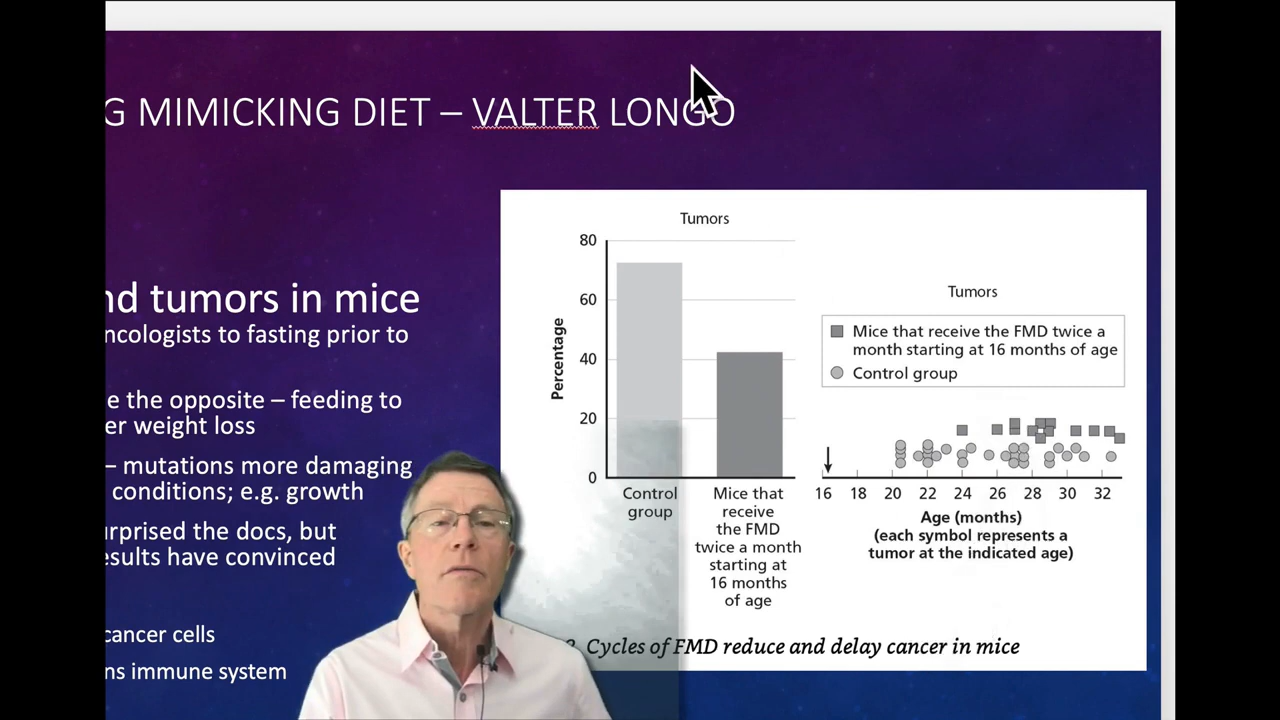 G MIMICKING DIET – VALTER LONGO
nd tumors in mice
ncologists to fasting prior to
e the opposite – feeding to
er weight loss
– mutations more damaging
conditions; e.g. growth
urprised the docs, but
esults have convinced
cancer cells
ns immune system
Tumors
80
60
40
20
0
Percentage
Control
group
Mice that
receive
the FMD
twice a month
starting at
16 months
of age
Tumors
Mice that receive the FMD twice a
month starting at 16 months of age
Control group
16 18 20 22 24 26 28 30 32
Age (months)
(each symbol represents a
tumor at the indicated age)
Cycles of FMD reduce and delay cancer in mice